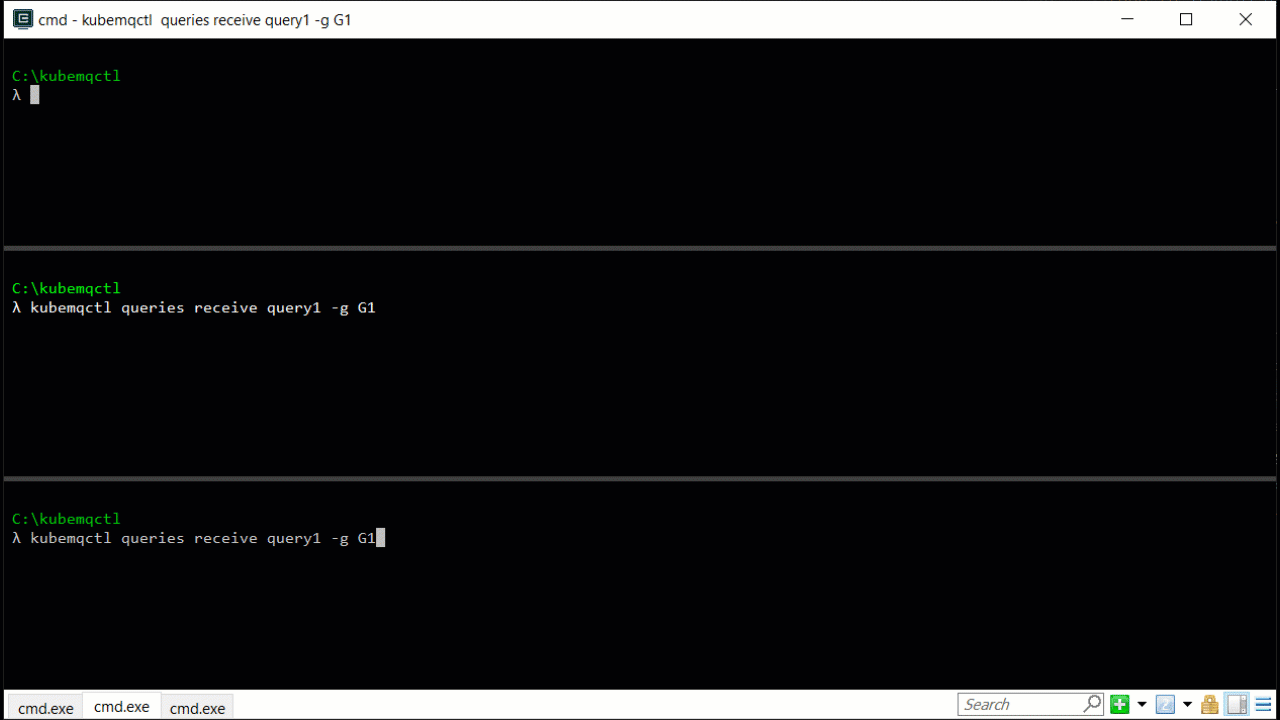 cmd - kubemqctl  queries receive query1 -g G1
C:\kubemqctl
λ
C:\kubemqctl
λ kubemqctl queries receive query1 -g G1
C:\kubemqctl
λ kubemqctl queries receive query1 -g G1
cmd.exe cmd.exe cmd.exe Search